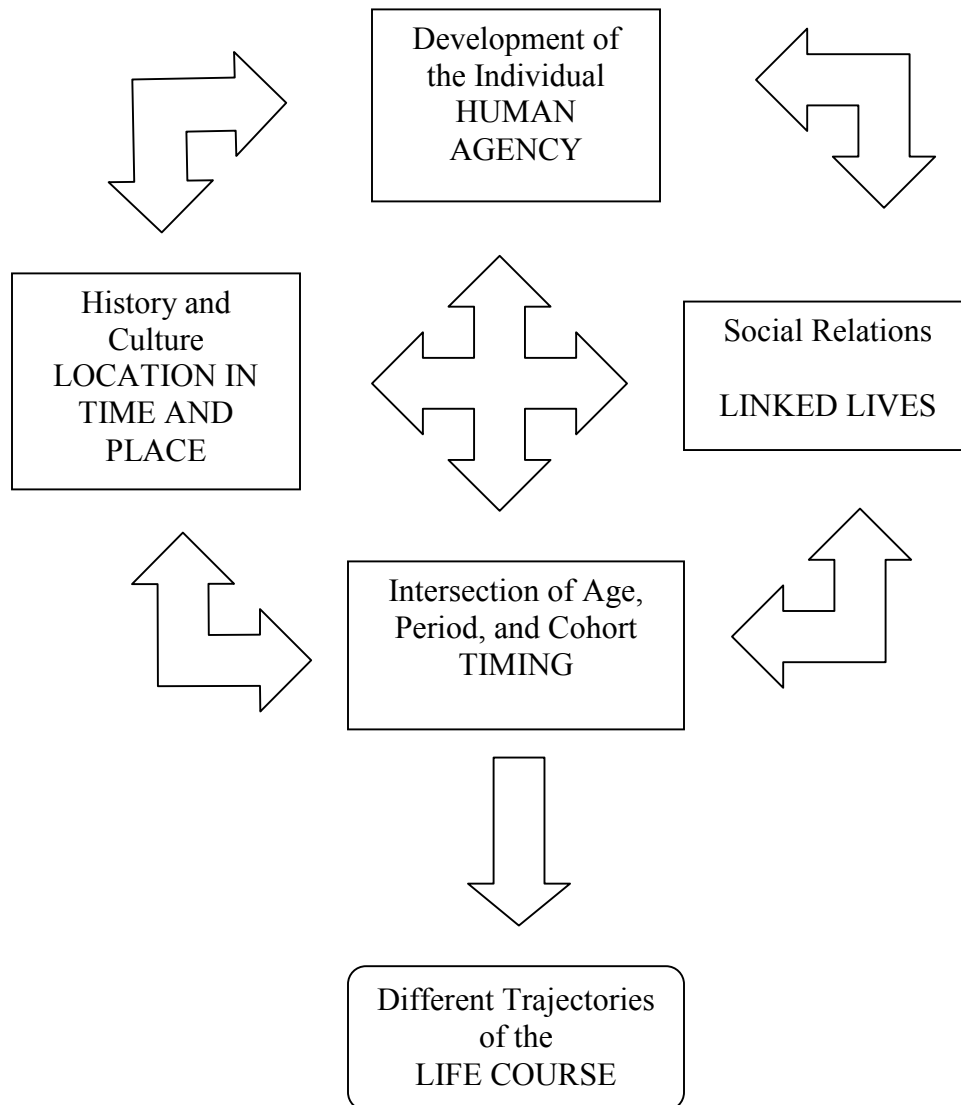 Development of
the Individual
HUMAN
AGENCY
History and
Culture
LOCATION IN
TIME AND
PLACE
Social Relations
LINKED LIVES
Intersection of Age,
Period, and Cohort
TIMING
Different Trajectories
of the
LIFE COURSE